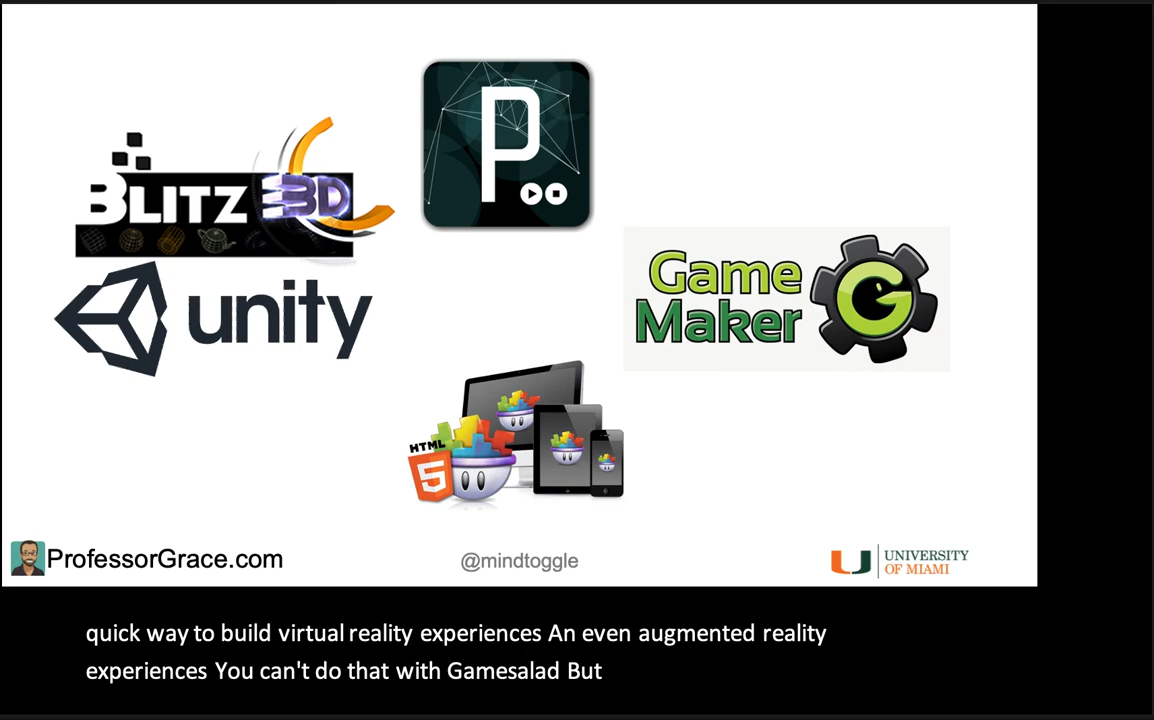 P
BLITZ 3D
unity
Game
Maker
HTML
5
ProfessorGrace.com
@mindtoggle
UNIVERSITY
OF MIAMI
quick way to build virtual reality experiences An even augmented reality
experiences You can't do that with Gamesalad But